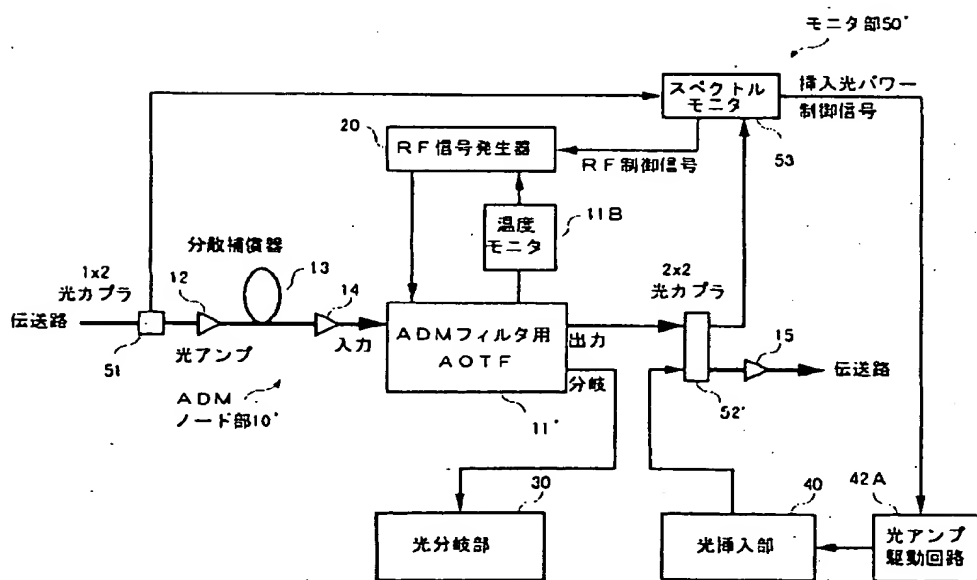 モニタ部50'
スペクトル
モニタ
53
挿入光パワー
制御信号
20
RF信号発生器
RF制御信号
温度
モニタ
11B
分散補償器
13
1x2
光カプラ
12
14
伝送路
51
光アンプ
入力
ADMフィルタ用
AOTF
11'
出力
分岐
2x2
光カプラ
15
伝送路
52'
ADM
ノード部10'
30
光分岐部
40
光挿入部
42A
光アンプ
駆動回路